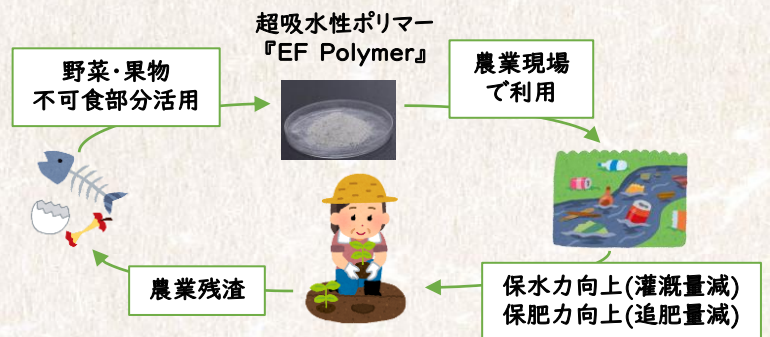 超吸水性ポリマー
『EF Polymer』
野菜・果物
不可食部分活用
農業現場
で利用
農業残渣
保水力向上(灌漑量減)
保肥力向上(追肥量減)